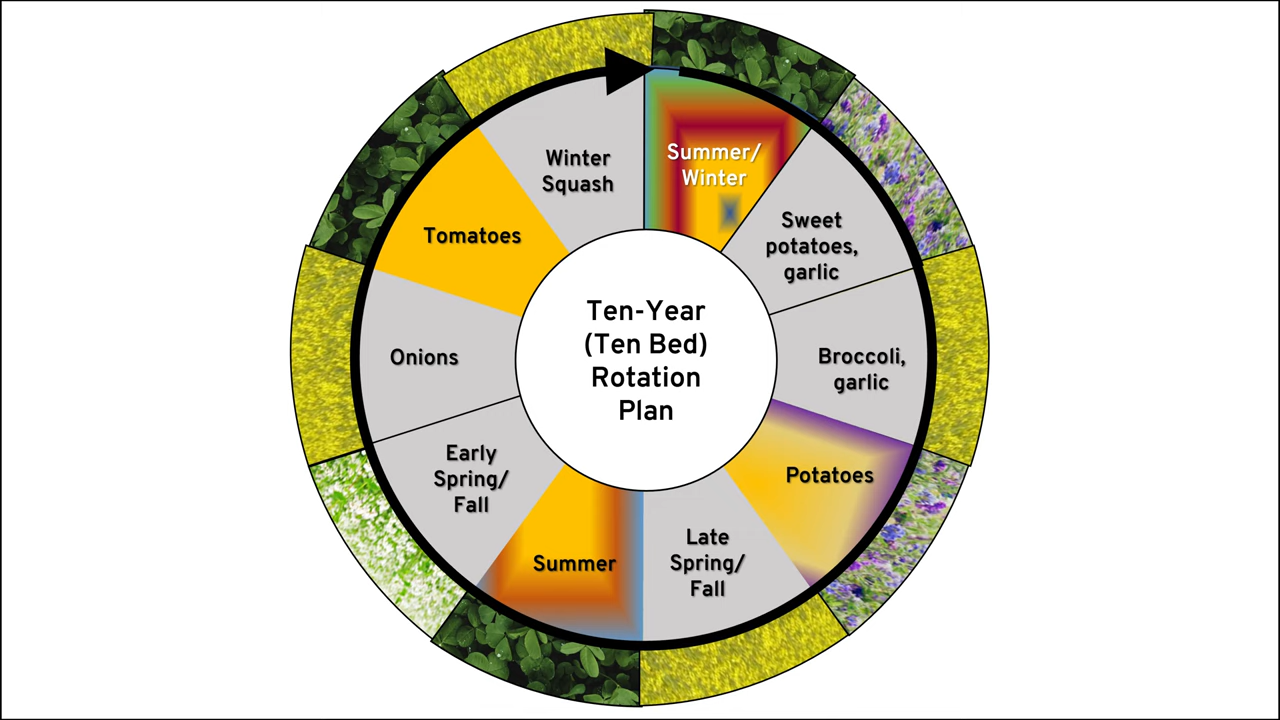 Ten-Year
(Ten Bed)
Rotation
Plan
Summer/
Winter
Sweet
potatoes,
garlic
Broccoli,
garlic
Potatoes
Late
Spring/
Fall
Summer
Early
Spring/
Fall
Onions
Tomatoes
Winter
Squash